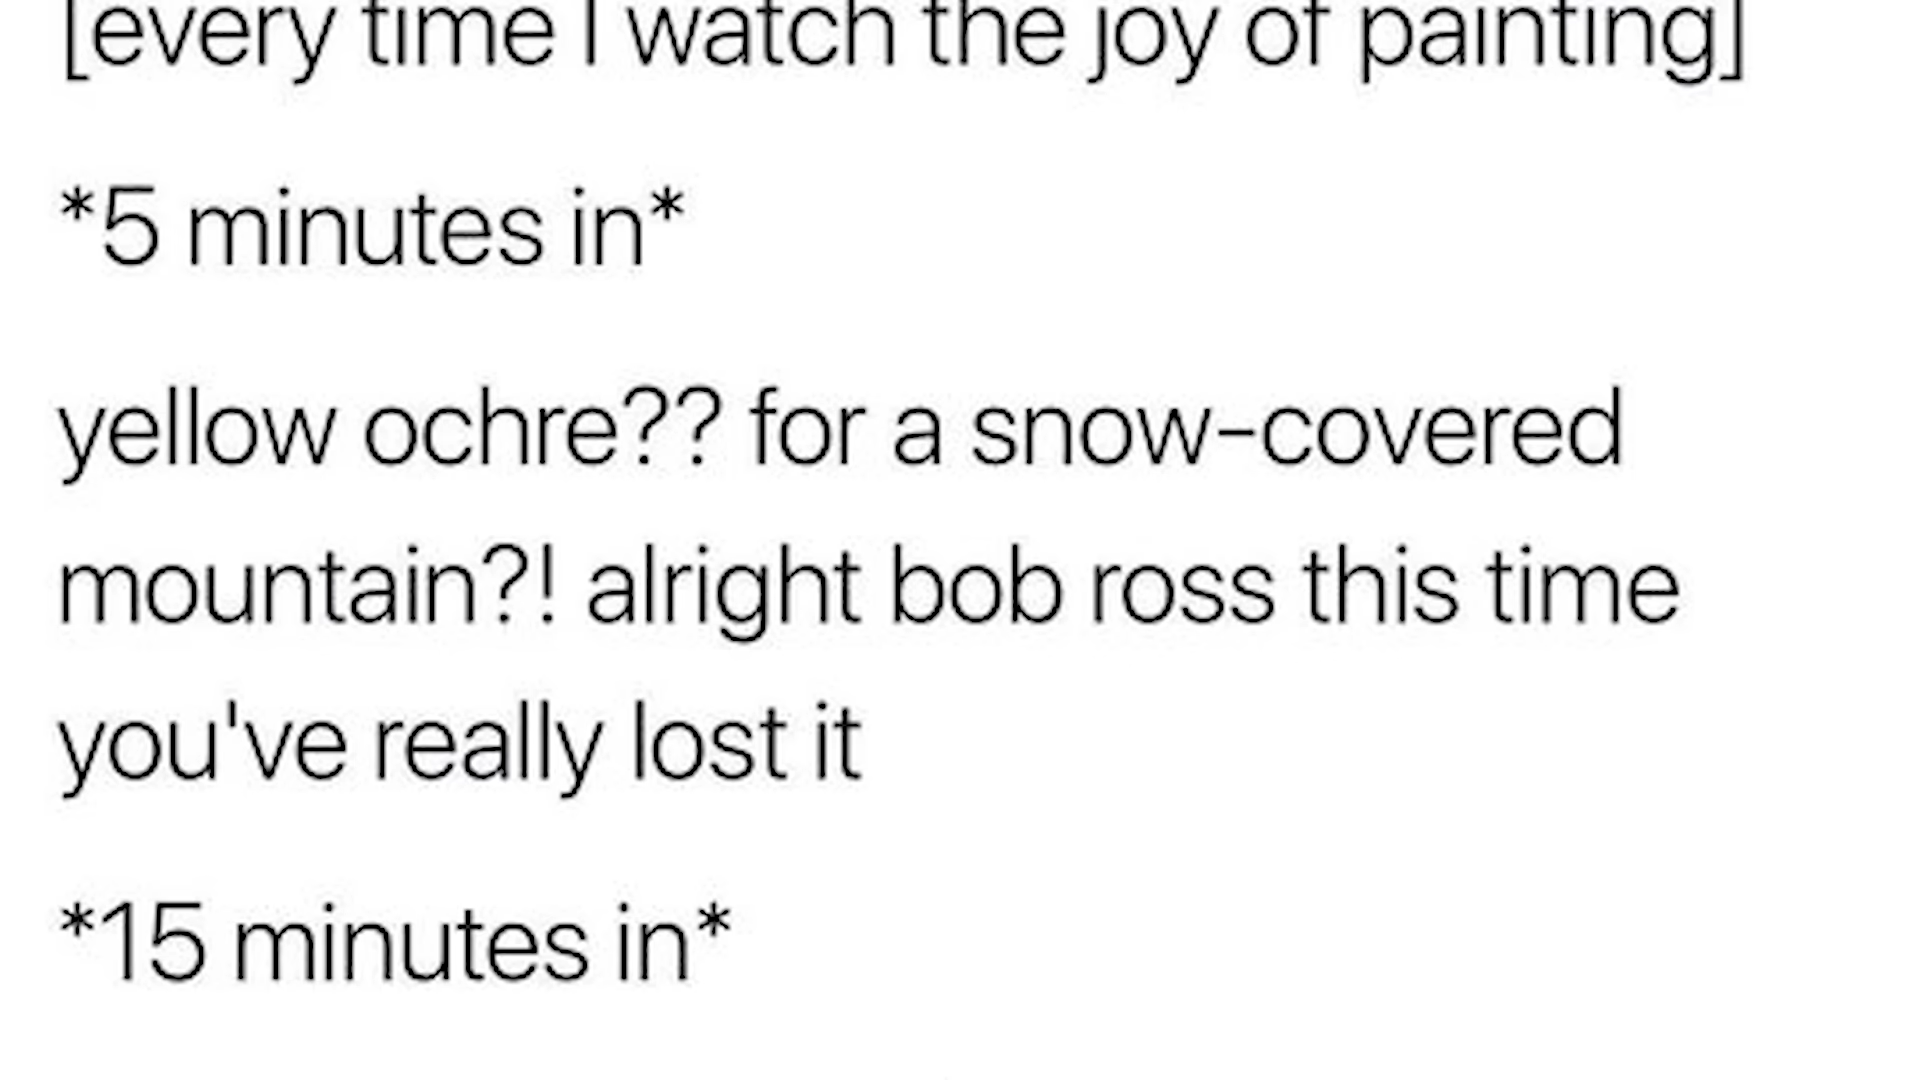 [every time I watch the joy of painting]
*5 minutes in*
yellow ochre?? for a snow-covered
mountain?! alright bob ross this time
you've really lost it
*15 minutes in*